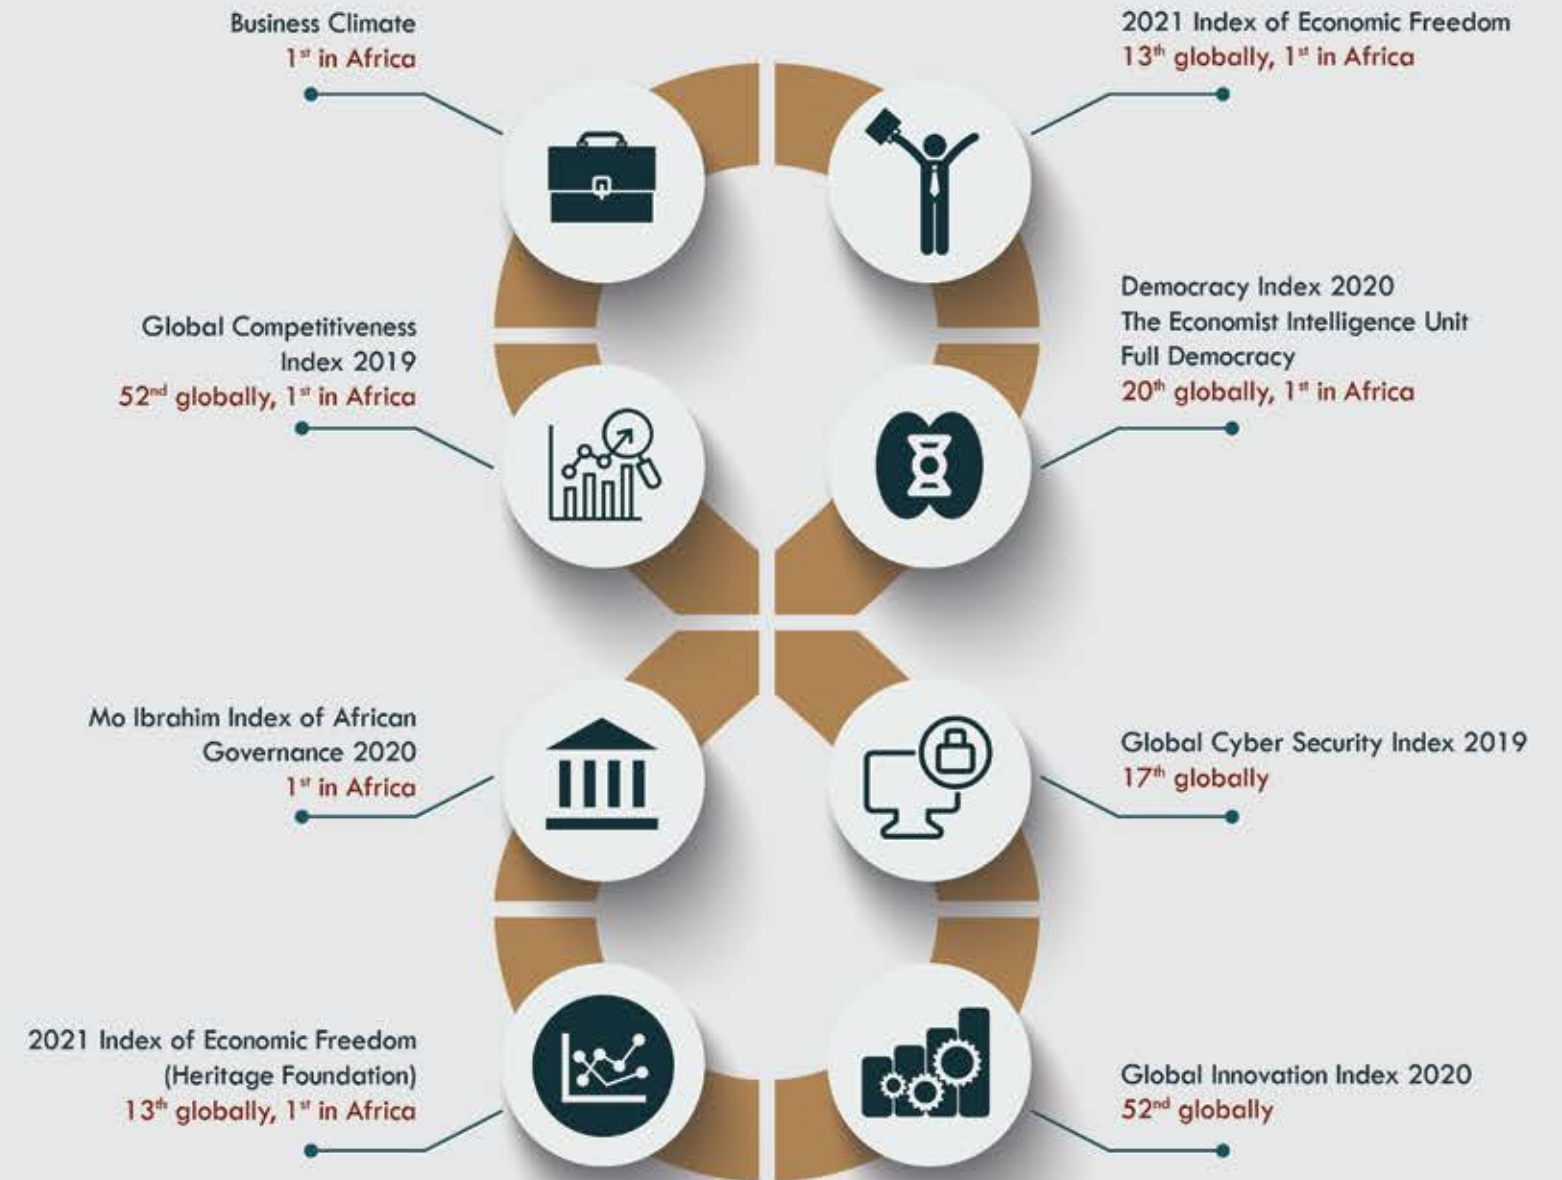 Business Climate
1st in Africa
2021 Index of Economic Freedom
13th globally, 1st in Africa
Global Competitiveness
Index 2019
52nd globally, 1st in Africa
Democracy Index 2020
The Economist Intelligence Unit
Full Democracy
20th globally, 1st in Africa
Mo Ibrahim Index of African
Governance 2020
1st in Africa
Global Cyber Security Index 2019
17th globally
2021 Index of Economic Freedom
(Heritage Foundation)
13th globally, 1st in Africa
Global Innovation Index 2020
52nd globally